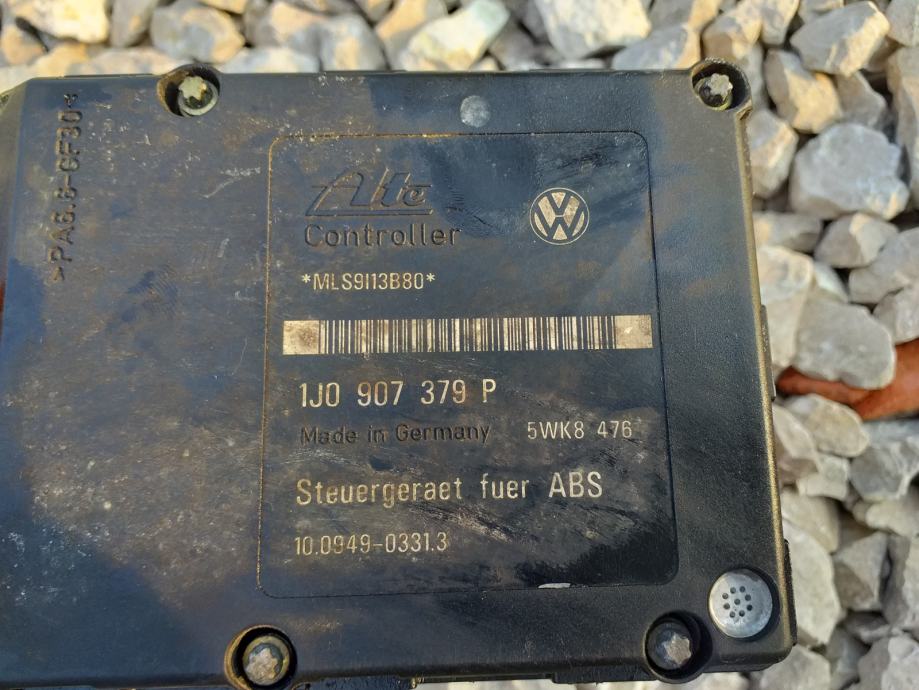 >PA6.6-GF30<
Ate
Controller
*MLS9I13B80*
1J0 907 379 P
Made in Germany 5WK8 476
Steuergeraet fuer ABS
10.0949-0331.3